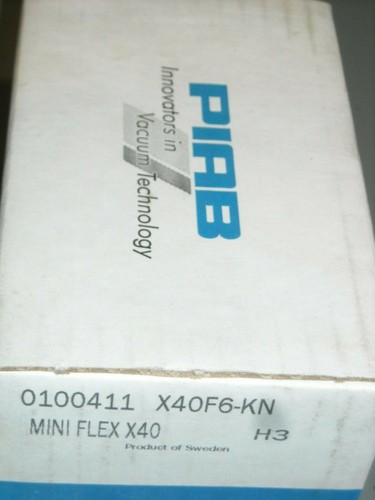 PIAB
Innovators in
Vacuum Technology
0100411 X40F6-KN
MINI FLEX X40 H3
Product of Sweden